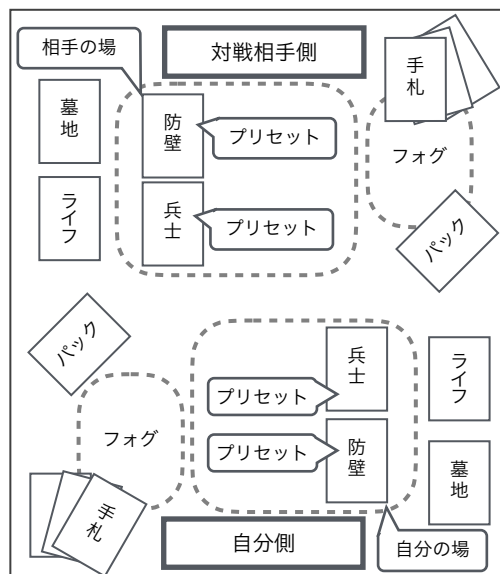 相手の場
対戦相手側
手札
墓地
防壁
プリセット
フォグ
ライフ
兵士
プリセット
パック
パック
兵士
ライフ
プリセット
フォグ
防壁
プリセット
墓地
手札
自分側
自分の場